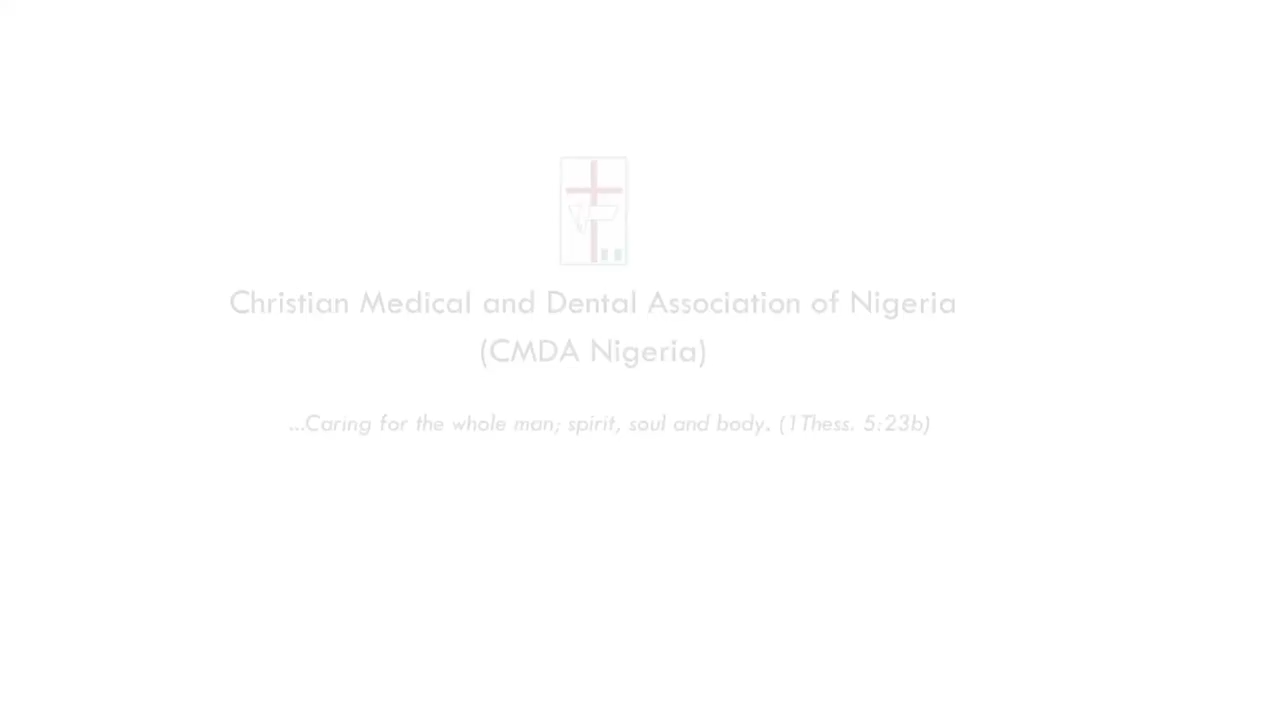 Christian Medical and Dental Association of Nigeria
(CMDA Nigeria)
...Caring for the whole man; spirit, soul and body. (1Thess. 5:23b)